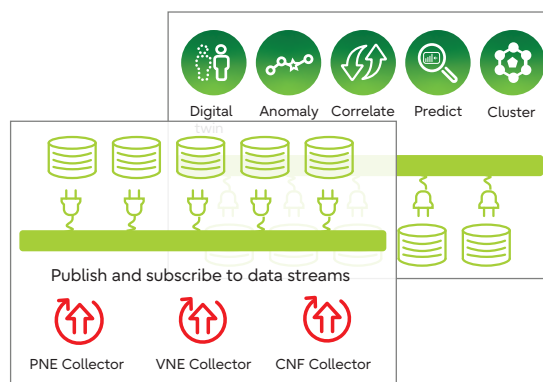 Digital Anomaly Correlate Predict Cluster
twin
Publish and subscribe to data streams
PNE Collector VNE Collector CNF Collector